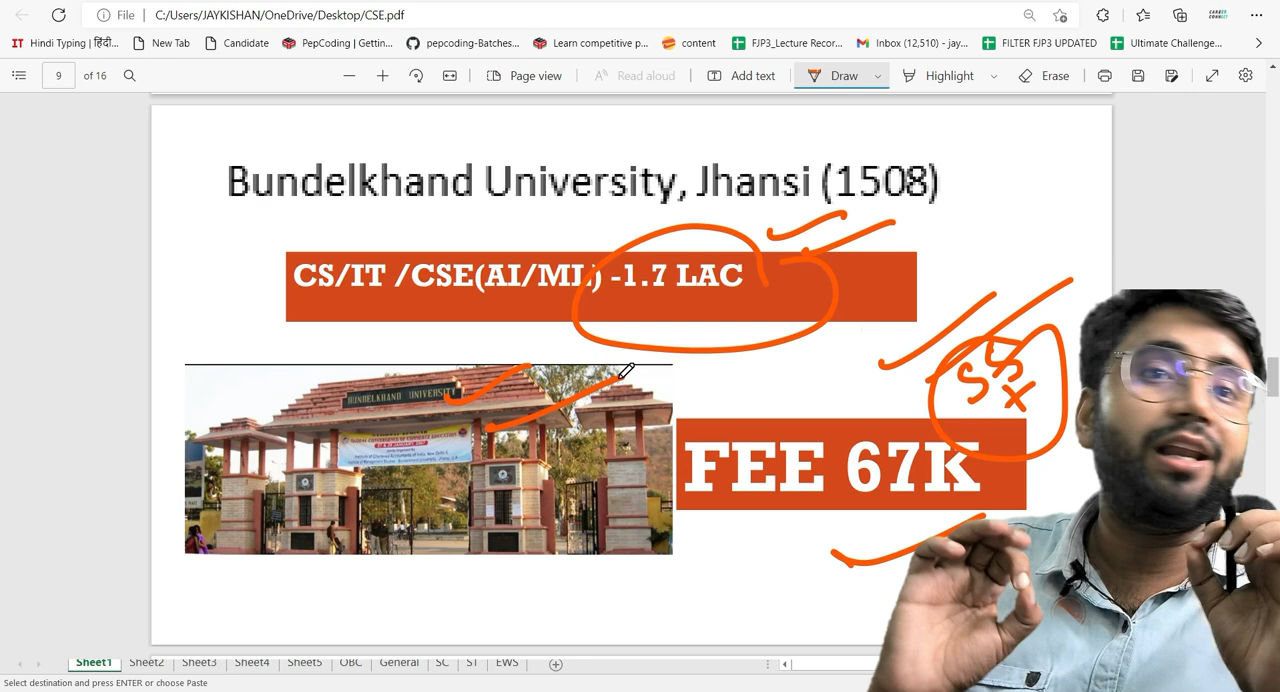 File C:/Users/JAYKISHAN/OneDrive/Desktop/CSE.pdf
IT Hindi Typing | हिंदी... New Tab Candidate PepCoding | Gettin... pepcoding-Batches... Learn competitive p... content FJP3_Lecture Recor... Inbox (12,510) - jay... FILTER FJP3 UPDATED Ultimate Challenge...
9 of 16 Page view Read aloud Add text Draw Highlight Erase
Bundelkhand University, Jhansi (1508)
CS/IT /CSE(AI/ML) -1.7 LAC
BUNDELKHAND UNIVERSITY
FEE 67K
Sheet1 Sheet2 Sheet3 Sheet4 Sheet5 OBC General SC ST EWS
Select destination and press ENTER or choose Paste